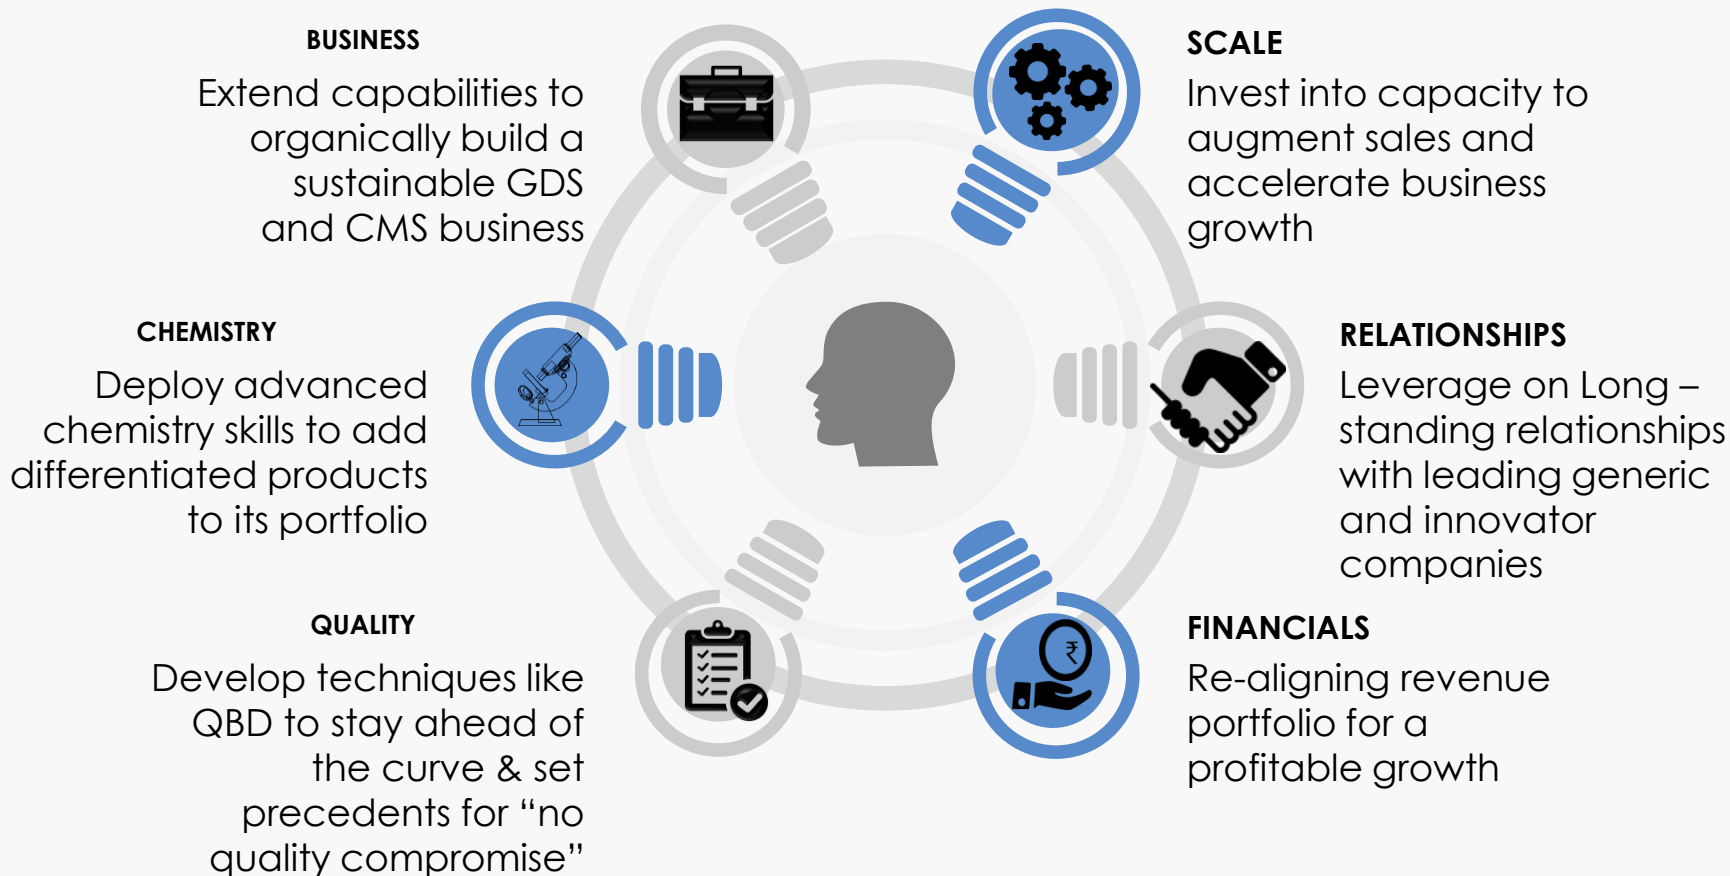 BUSINESS
Extend capabilities to
organically build a
sustainable GDS
and CMS business
SCALE
Invest into capacity to
augment sales and
accelerate business
growth
CHEMISTRY
Deploy advanced
chemistry skills to add
differentiated products
to its portfolio
RELATIONSHIPS
Leverage on Long –
standing relationships
with leading generic
and innovator
companies
QUALITY
Develop techniques like
QBD to stay ahead of
the curve & set
precedents for “no
quality compromise”
FINANCIALS
Re-aligning revenue
portfolio for a
profitable growth
₹